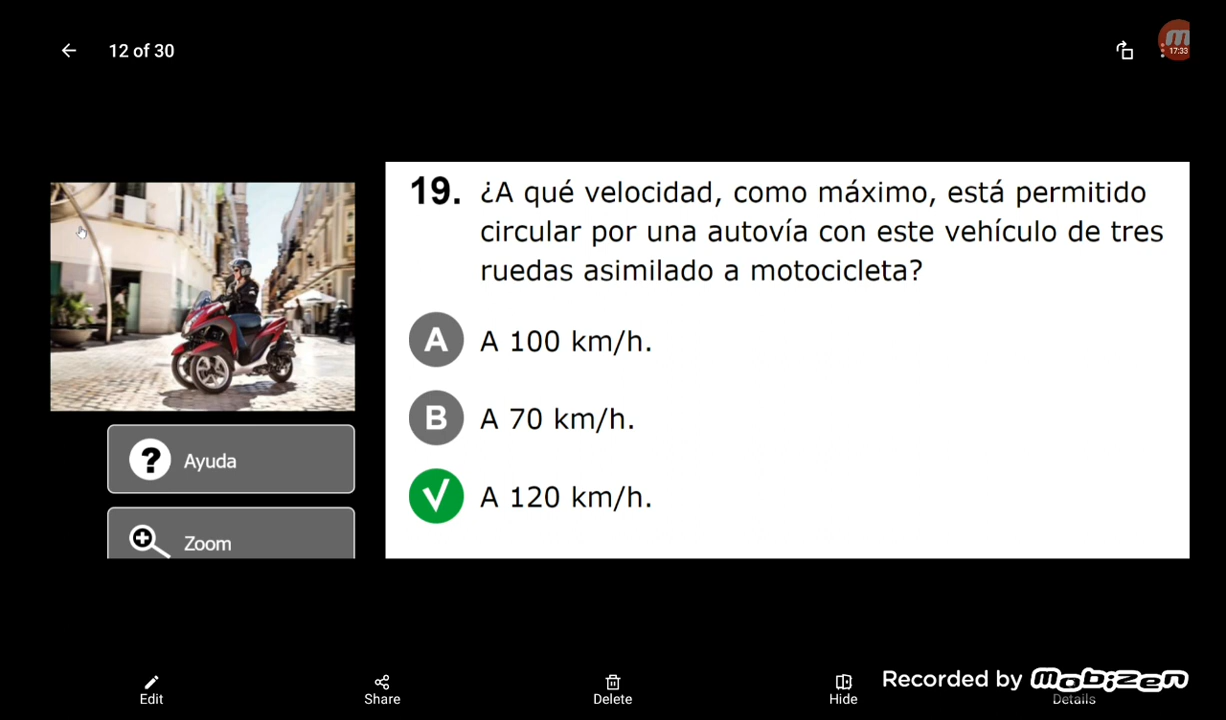 12 of 30
17:33
19. ¿A qué velocidad, como máximo, está permitido
circular por una autovía con este vehículo de tres
ruedas asimilado a motocicleta?
A A 100 km/h.
B A 70 km/h.
A 120 km/h.
? Ayuda
Zoom
Edit
Share
Delete
Hide
Details
Recorded by mobizen